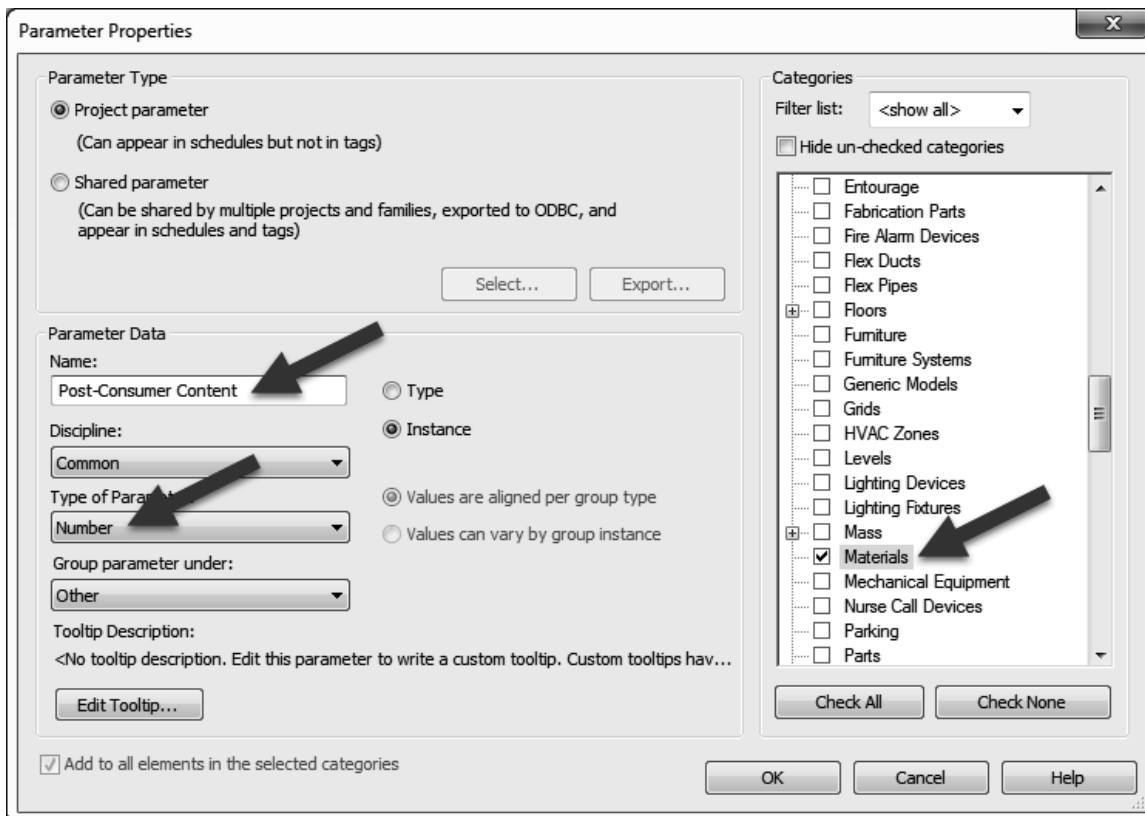 Parameter Properties
Parameter Type
Project parameter
(Can appear in schedules but not in tags)
Shared parameter
(Can be shared by multiple projects and families, exported to ODBC, and
appear in schedules and tags)
Select...
Export...
Parameter Data
Name:
Post-Consumer Content
Type
Discipline:
Instance
Common
Type of
Values are aligned per group type
Number
Values can vary by group instance
Group parameter under:
Other
Tooltip Description:
<No tooltip description. Edit this parameter to write a custom tooltip. Custom tooltips hav...
Edit Tooltip...
Add to all elements in the selected categories
Categories
Filter list:
<show all>
Hide un-checked categories
Entourage
Fabrication Parts
Fire Alarm Devices
Flex Ducts
Flex Pipes
Floors
Furniture
Furniture Systems
Generic Models
Grids
HVAC Zones
Levels
Lighting Devices
Lighting Fixtures
Mass
Materials
Mechanical Equipment
Nurse Call Devices
Parking
Parts
Check All
Check None
OK
Cancel
Help